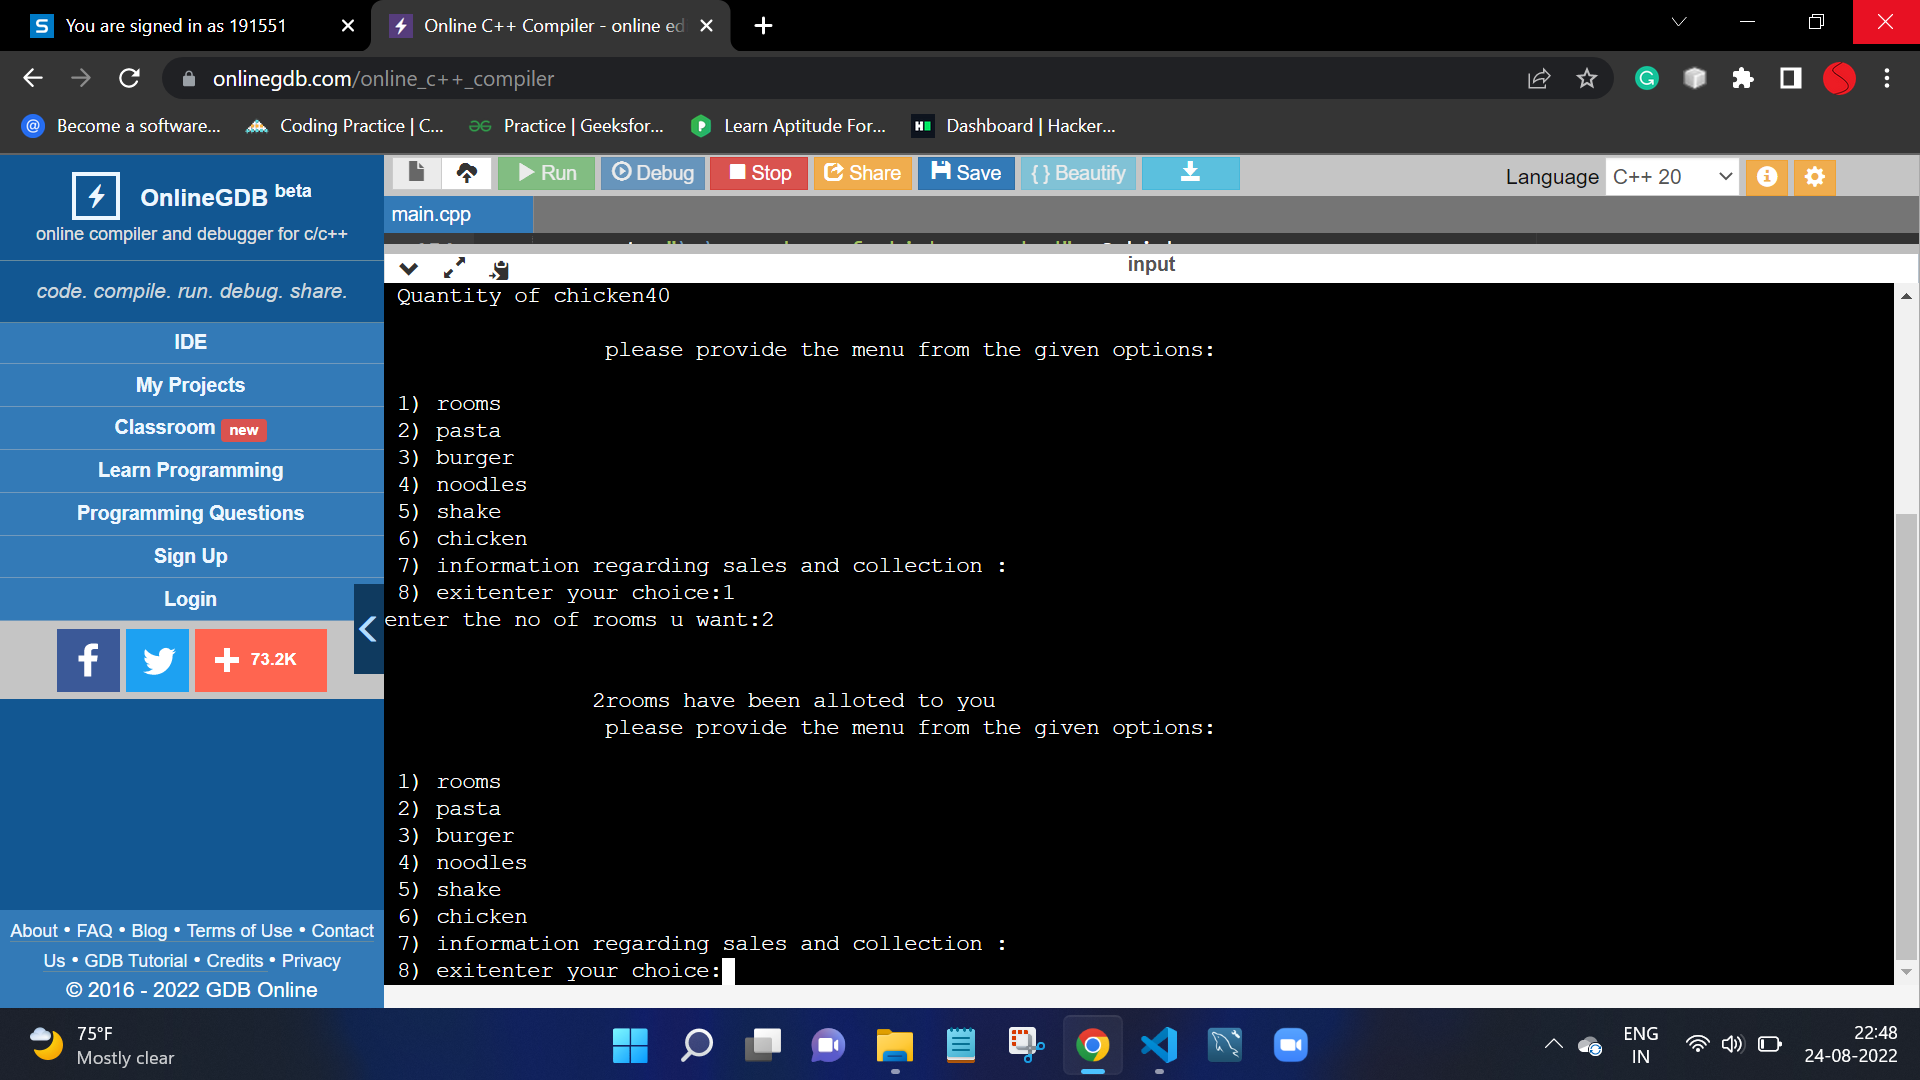 You are signed in as 191551
Online C++ Compiler - online ed
onlinegdb.com/online_c++_compiler
Become a software...
Coding Practice | C...
Practice | Geeksfor...
Learn Aptitude For...
Dashboard | Hacker...
OnlineGDB beta
online compiler and debugger for c/c++
code. compile. run. debug. share.
IDE
My Projects
Classroom new
Learn Programming
Programming Questions
Sign Up
Login
73.2K
About • FAQ • Blog • Terms of Use • Contact
Us • GDB Tutorial • Credits • Privacy
© 2016 - 2022 GDB Online
Run
Debug
Stop
Share
Save
{ } Beautify
Language C++ 20
main.cpp
input
Quantity of chicken40
please provide the menu from the given options:
1) rooms
2) pasta
3) burger
4) noodles
5) shake
6) chicken
7) information regarding sales and collection :
8) exitenter your choice:1
enter the no of rooms u want:2
2rooms have been alloted to you
please provide the menu from the given options:
1) rooms
2) pasta
3) burger
4) noodles
5) shake
6) chicken
7) information regarding sales and collection :
8) exitenter your choice:
75°F
Mostly clear
ENG
IN
22:48
24-08-2022